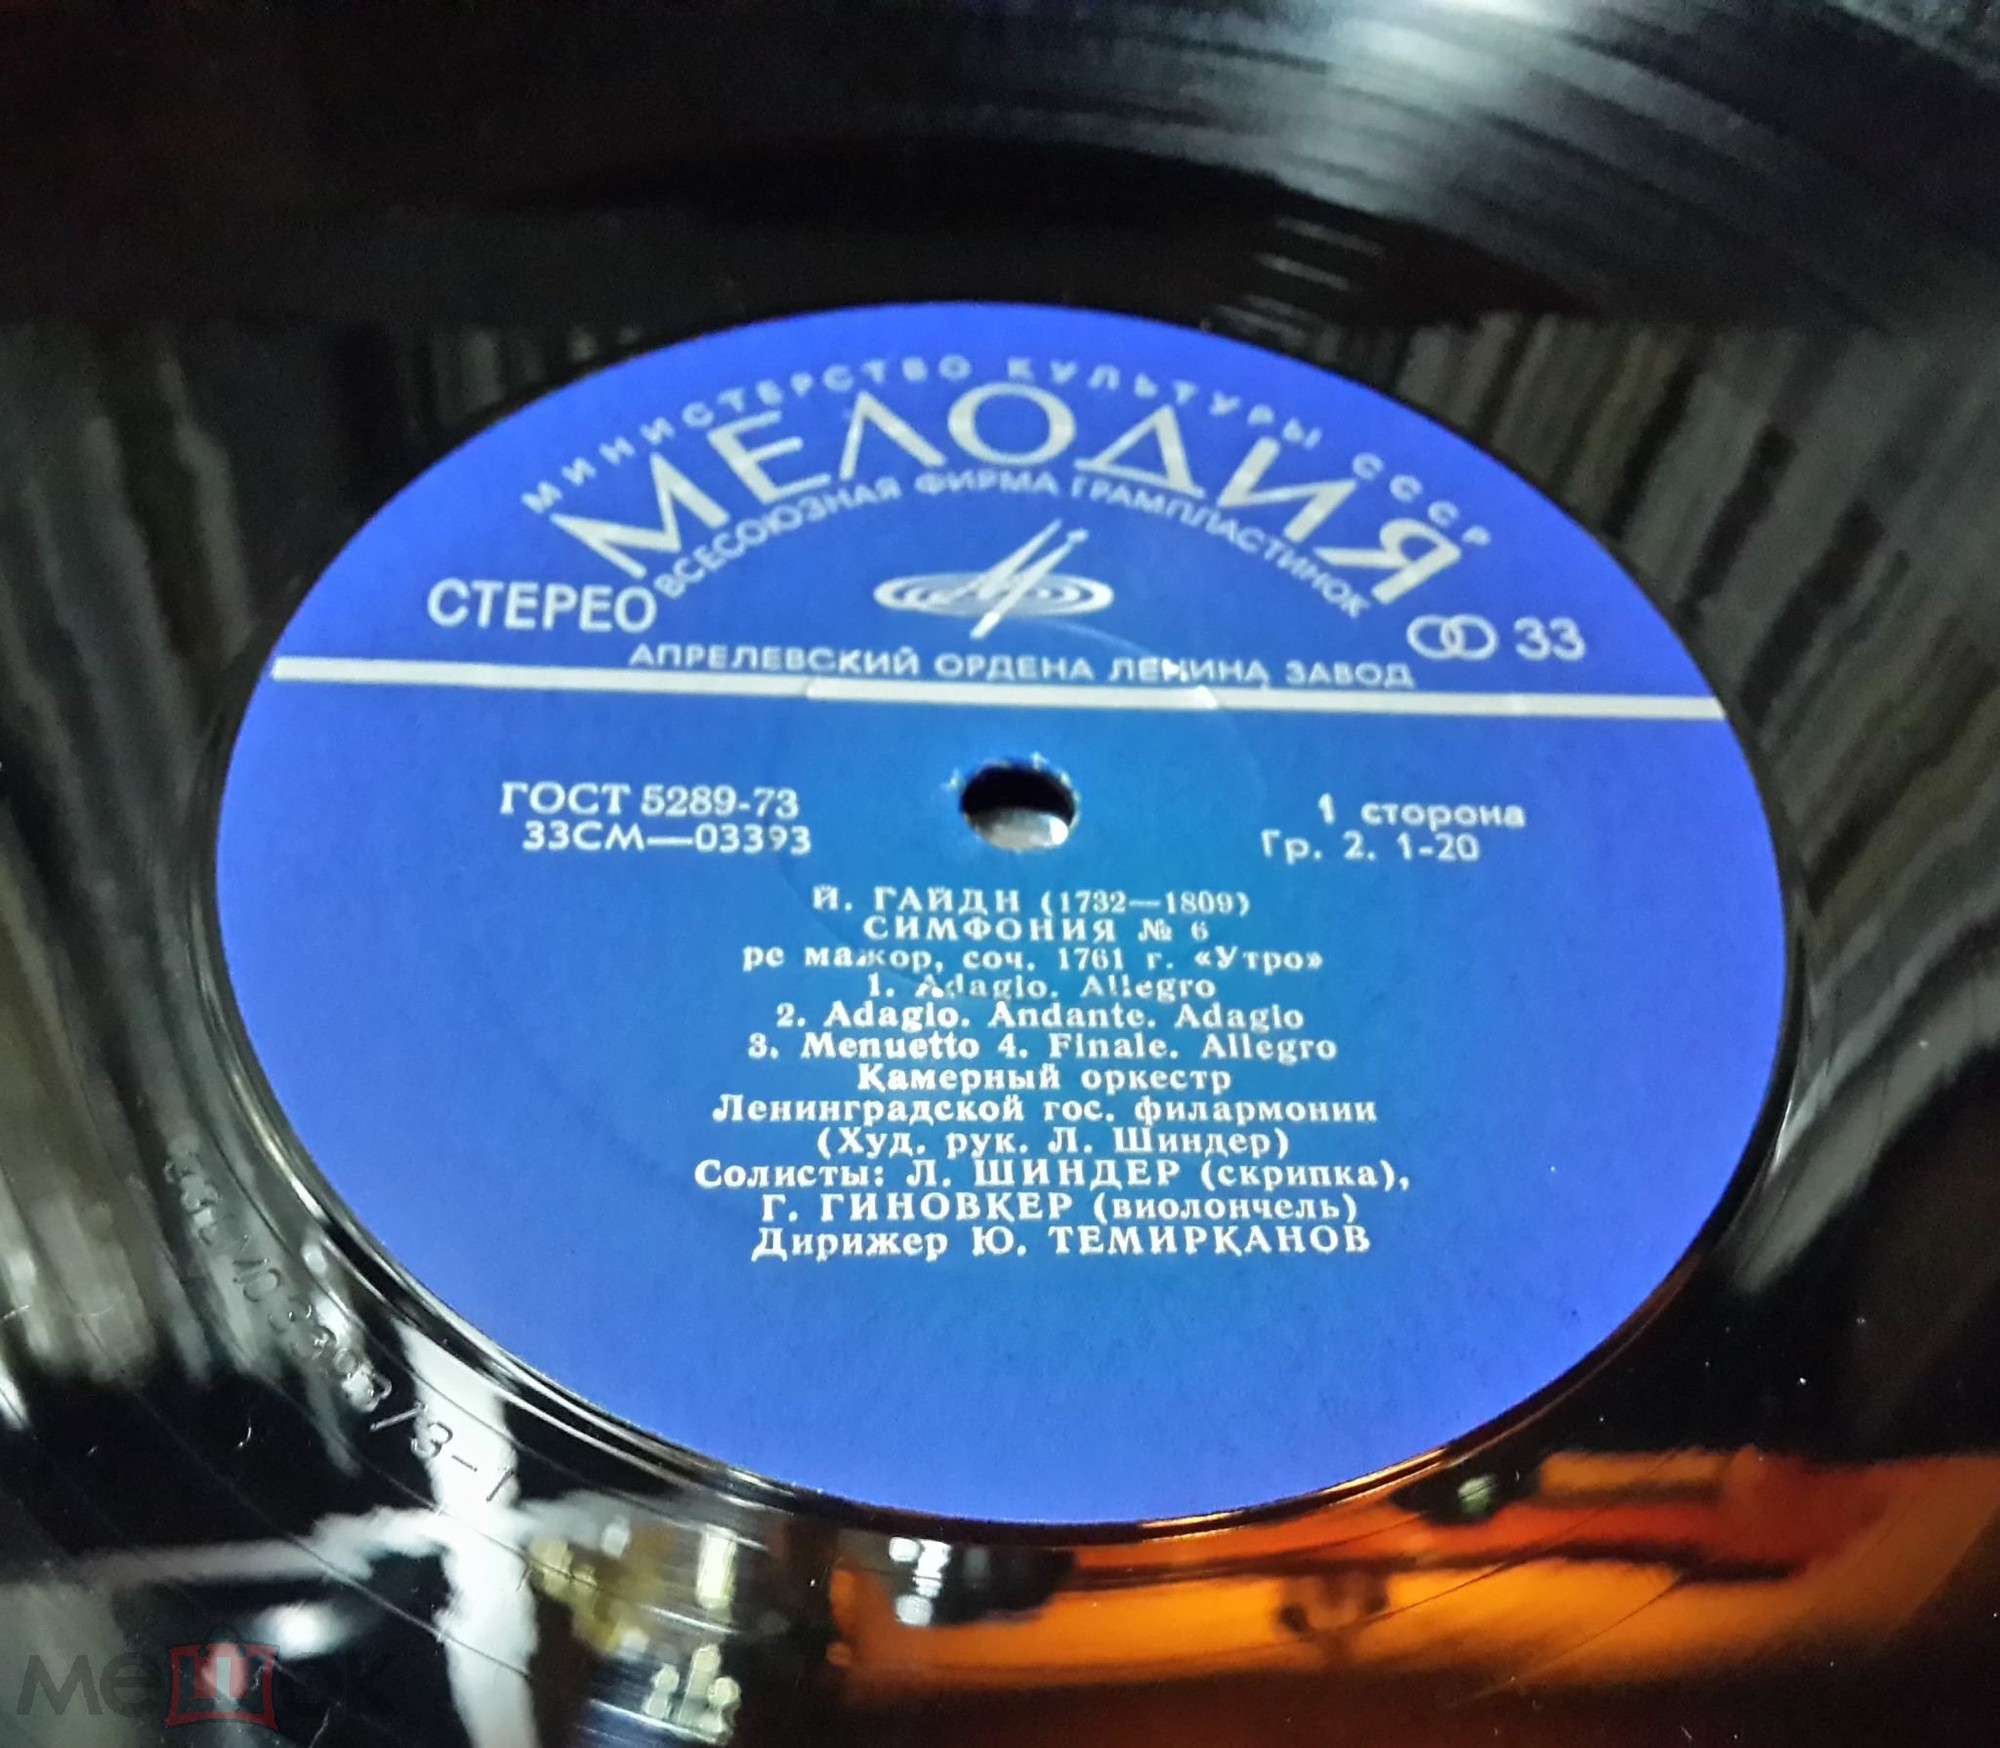 МИНИСТЕРСТВО КУЛЬТУРЫ СССР
МЕЛОДИЯ
ВСЕСОЮЗНАЯ ФИРМА ГРАМПЛАСТИНОК
СТЕРЕО
33
АПРЕЛЕВСКИЙ ОРДЕНА ЛЕНИНА ЗАВОД
ГОСТ 5289-73
33СМ—03393
1 сторона
Гр. 2. 1-20
Й. ГАЙДН (1732—1809)
СИМФОНИЯ № 6
ре мажор, соч. 1761 г. «Утро»
1. Adagio. Allegro
2. Adagio. Andante. Adagio
3. Menuetto 4. Finale. Allegro
Камерный оркестр
Ленинградской гос. филармонии
(Худ. рук. Л. Шиндер)
Солисты: Л. ШИНДЕР (скрипка),
Г. ГИНОВКЕР (виолончель)
Дирижер Ю. ТЕМИРКАНОВ
мешок